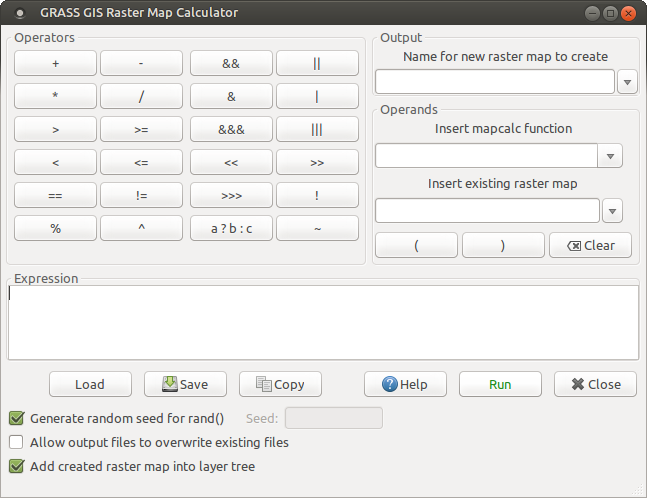 GRASS GIS Raster Map Calculator
Operators
+ - && ||
* / & |
> >= &&& |||
< <= << >>
== != >>> !
% ^ a ? b : c ~
Output
Name for new raster map to create
Operands
Insert mapcalc function
Insert existing raster map
( ) Clear
Expression
Load Save Copy Help Run Close
Generate random seed for rand() Seed:
Allow output files to overwrite existing files
Add created raster map into layer tree